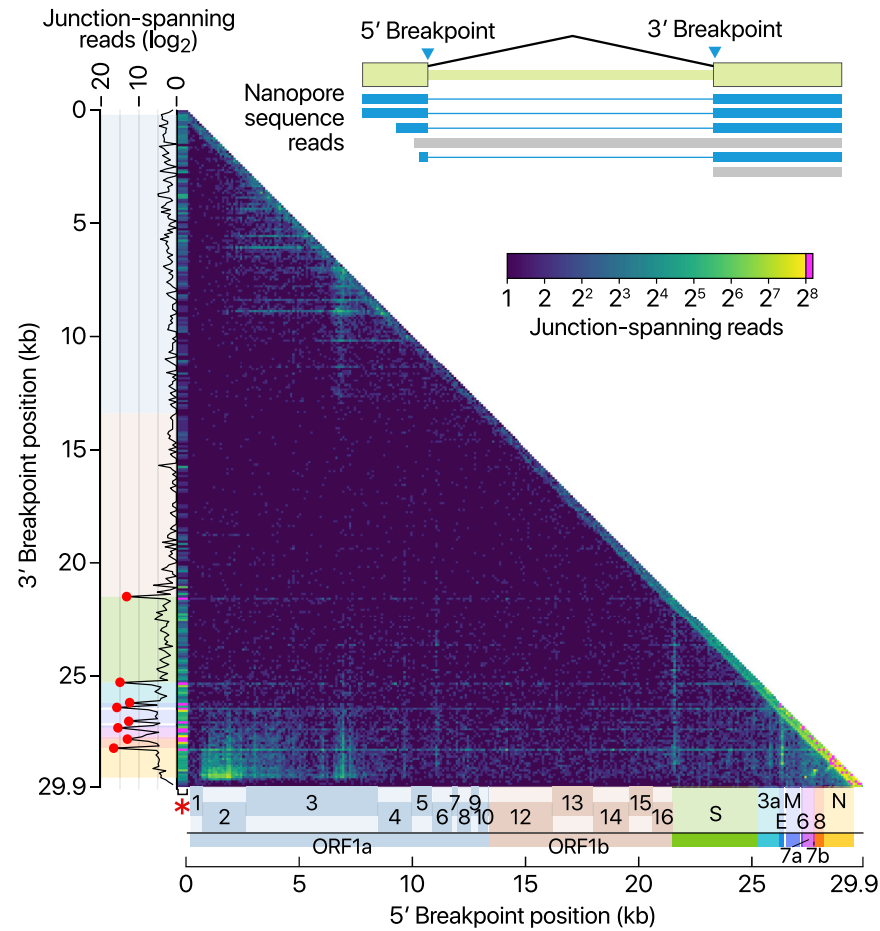 Junction-spanning
reads (log2)
20 10 0
5′ Breakpoint 3′ Breakpoint
Nanopore
sequence
reads
1 2 2² 2³ 2⁴ 2⁵ 2⁶ 2⁷ 2⁸
Junction-spanning reads
3′ Breakpoint position (kb)
0
5
10
15
20
25
29.9
*
1 3 5 7 9 13 15 3a M N
2 4 6 8 10 12 14 16 S E 6 8
7a 7b
ORF1a ORF1b
0 5 10 15 20 25 29.9
5′ Breakpoint position (kb)